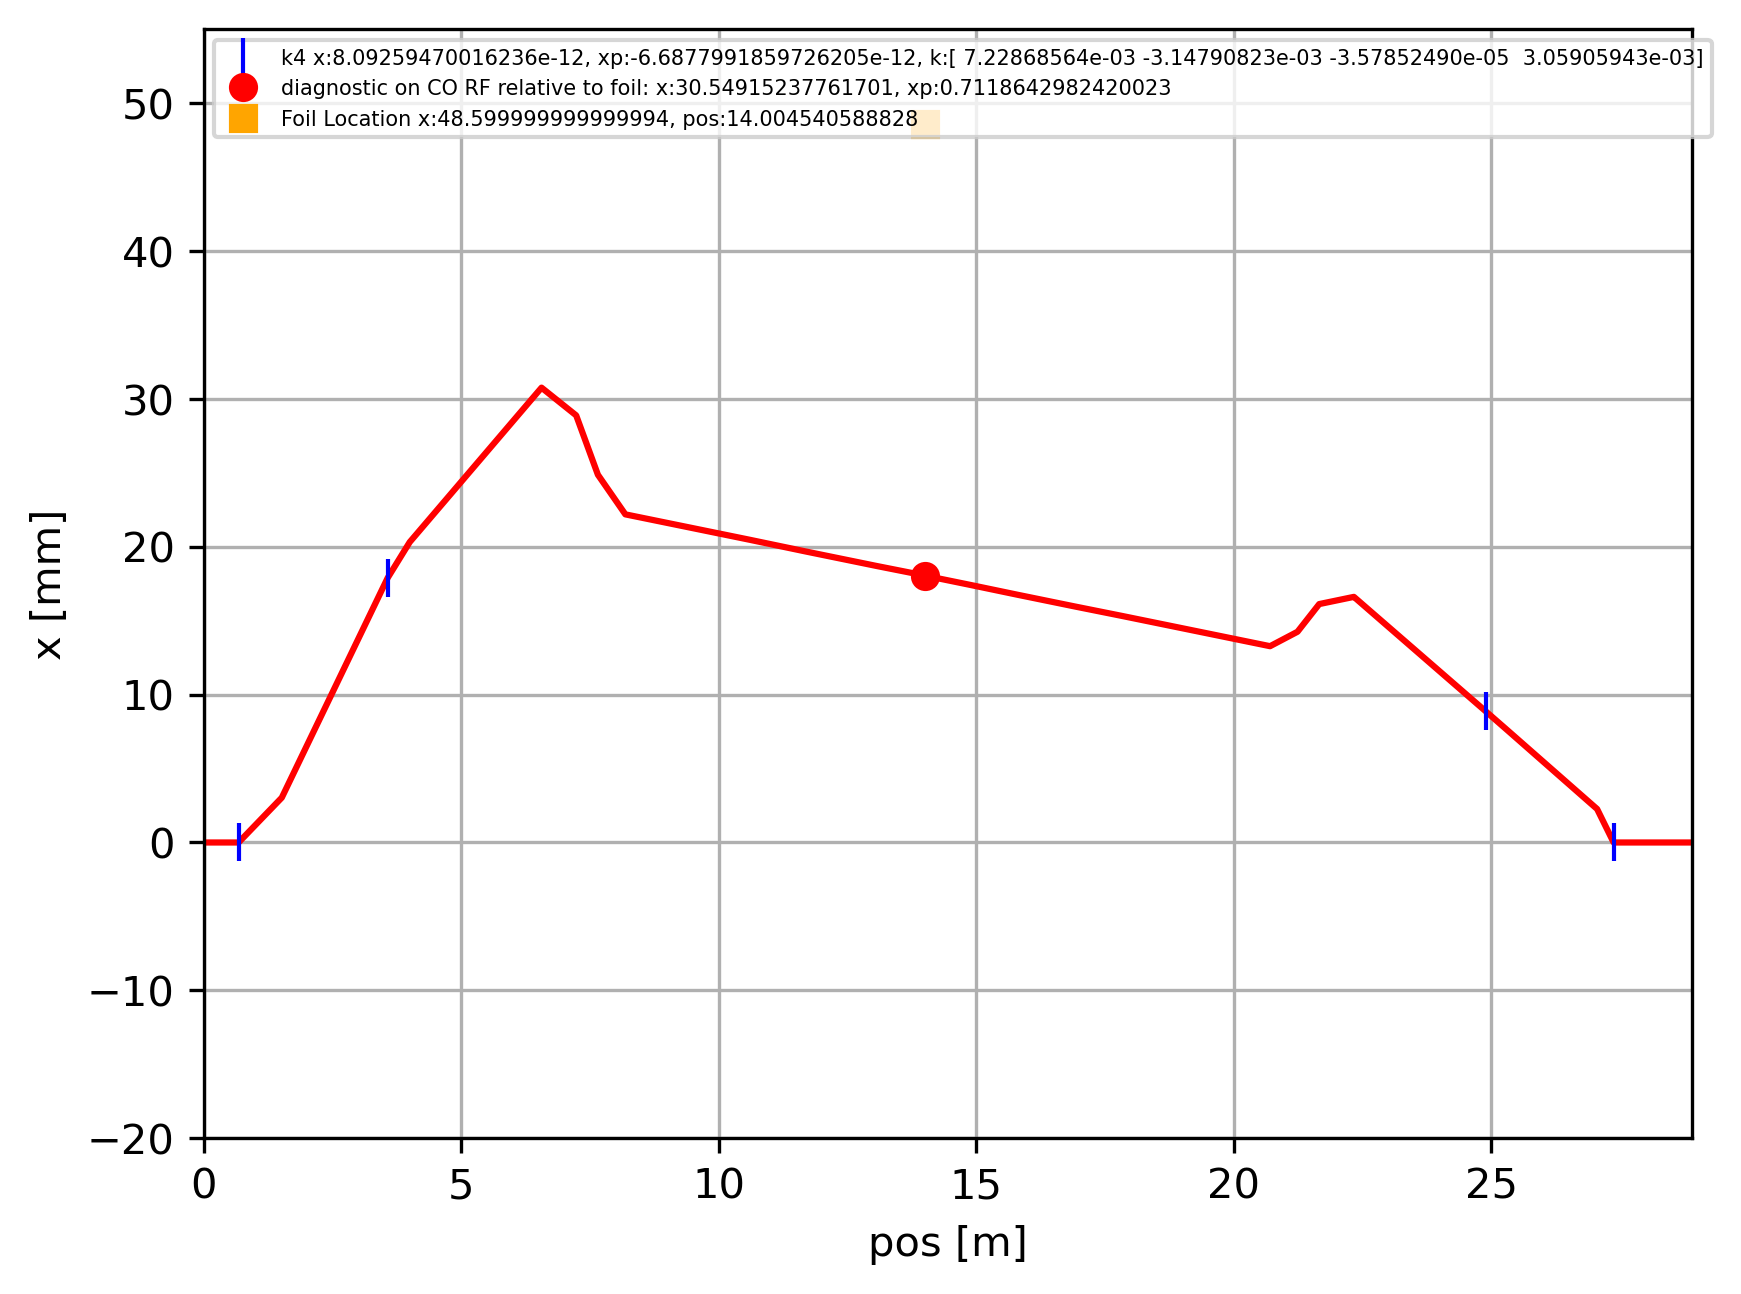 k4 x:8.09259470016236e-12, xp:-6.6877991859726205e-12, k:[ 7.22868564e-03 -3.14790823e-03 -3.57852490e-05  3.05905943e-03]
diagnostic on CO RF relative to foil: x:30.54915237761701, xp:0.7118642982420023
Foil Location x:48.599999999999994, pos:14.004540588828
50
40
30
20
10
0
−10
−20
x [mm]
0 5 10 15 20 25
pos [m]